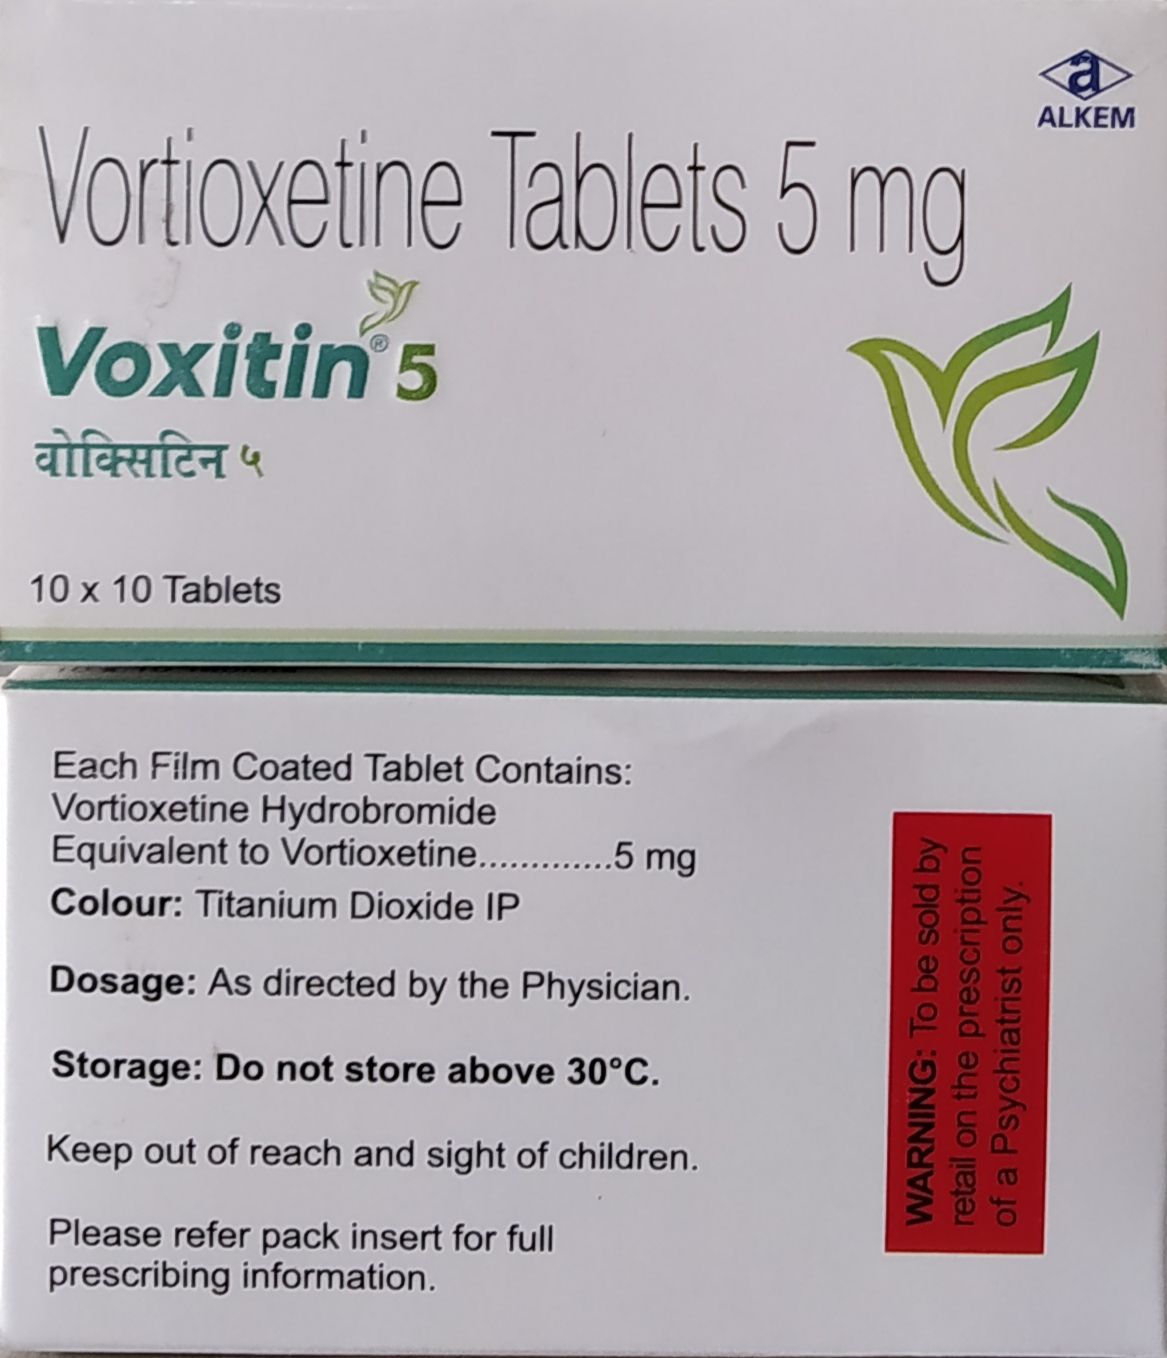 a
ALKEM
Vortioxetine Tablets 5 mg
Voxitin® 5
वोक्सिटिन ५
10 x 10 Tablets
Each Film Coated Tablet Contains:
Vortioxetine Hydrobromide
Equivalent to Vortioxetine.............5 mg
Colour: Titanium Dioxide IP
Dosage: As directed by the Physician.
Storage: Do not store above 30°C.
Keep out of reach and sight of children.
Please refer pack insert for full
prescribing information.
WARNING: To be sold by
retail on the prescription
of a Psychiatrist only.